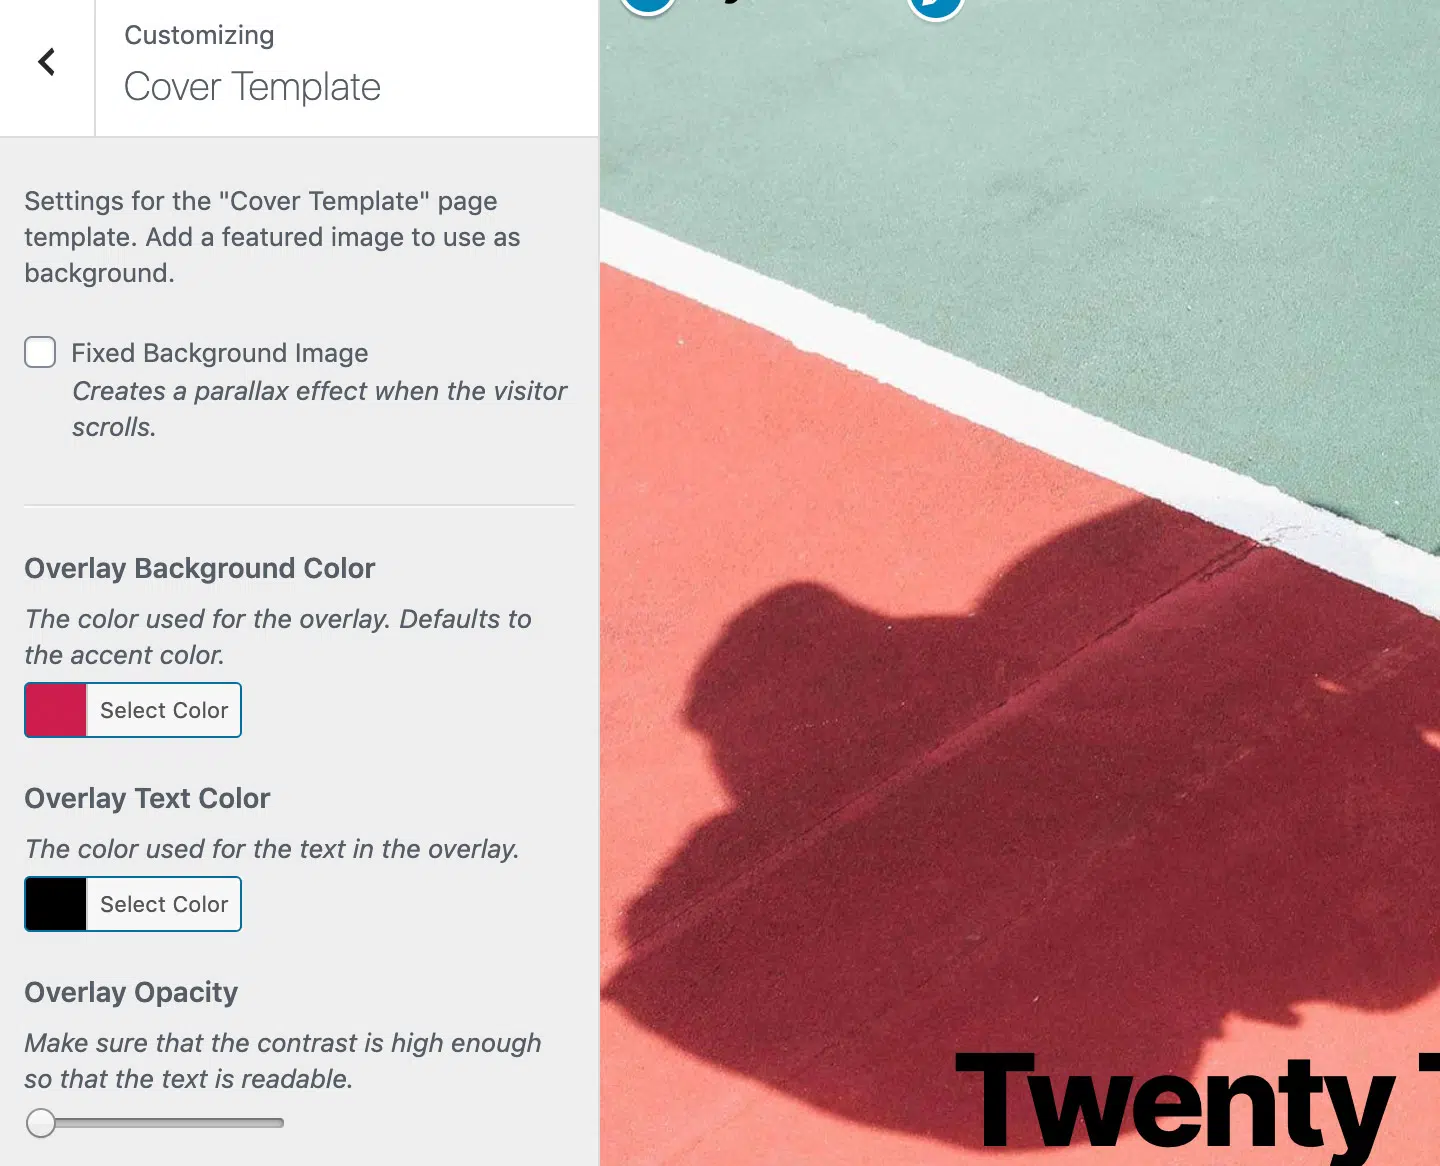 Customizing
Cover Template
Settings for the "Cover Template" page
template. Add a featured image to use as
background.
Fixed Background Image
Creates a parallax effect when the visitor
scrolls.
Overlay Background Color
The color used for the overlay. Defaults to
the accent color.
Select Color
Overlay Text Color
The color used for the text in the overlay.
Select Color
Overlay Opacity
Make sure that the contrast is high enough
so that the text is readable.
Twenty T